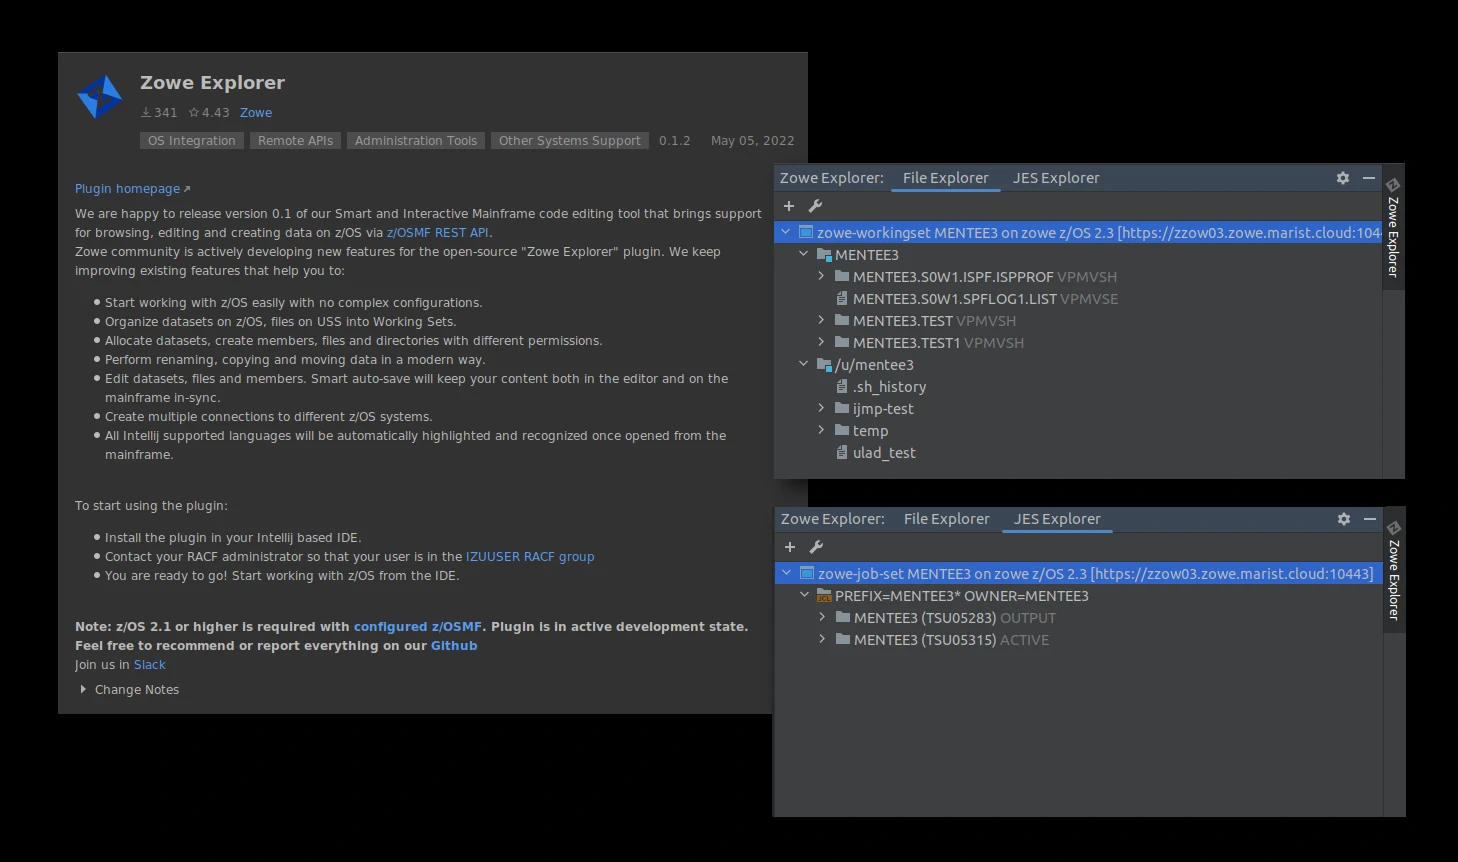 Zowe Explorer
341 4.43 Zowe
OS Integration Remote APIs Administration Tools Other Systems Support 0.1.2 May 05, 2022
Plugin homepage
We are happy to release version 0.1 of our Smart and Interactive Mainframe code editing tool that brings support
for browsing, editing and creating data on z/OS via z/OSMF REST API.
Zowe community is actively developing new features for the open-source "Zowe Explorer" plugin. We keep
improving existing features that help you to:
Start working with z/OS easily with no complex configurations.
Organize datasets on z/OS, files on USS into Working Sets.
Allocate datasets, create members, files and directories with different permissions.
Perform renaming, copying and moving data in a modern way.
Edit datasets, files and members. Smart auto-save will keep your content both in the editor and on the
mainframe in-sync.
Create multiple connections to different z/OS systems.
All Intellij supported languages will be automatically highlighted and recognized once opened from the
mainframe.
To start using the plugin:
Install the plugin in your Intellij based IDE.
Contact your RACF administrator so that your user is in the IZUUSER RACF group
You are ready to go! Start working with z/OS from the IDE.
Note: z/OS 2.1 or higher is required with configured z/OSMF. Plugin is in active development state.
Feel free to recommend or report everything on our Github
Join us in Slack
Change Notes
Zowe Explorer: File Explorer JES Explorer
zowe-workingset MENTEE3 on zowe z/OS 2.3 [https://zzow03.zowe.marist.cloud:104
MENTEE3
MENTEE3.S0W1.ISPF.ISPPROF VPMVSH
MENTEE3.S0W1.SPFLOG1.LIST VPMVSE
MENTEE3.TEST VPMVSH
MENTEE3.TEST1 VPMVSH
/u/mentee3
.sh_history
ijmp-test
temp
ulad_test
Zowe Explorer
Zowe Explorer: File Explorer JES Explorer
zowe-job-set MENTEE3 on zowe z/OS 2.3 [https://zzow03.zowe.marist.cloud:10443]
JCL PREFIX=MENTEE3* OWNER=MENTEE3
MENTEE3 (TSU05283) OUTPUT
MENTEE3 (TSU05315) ACTIVE
Zowe Explorer